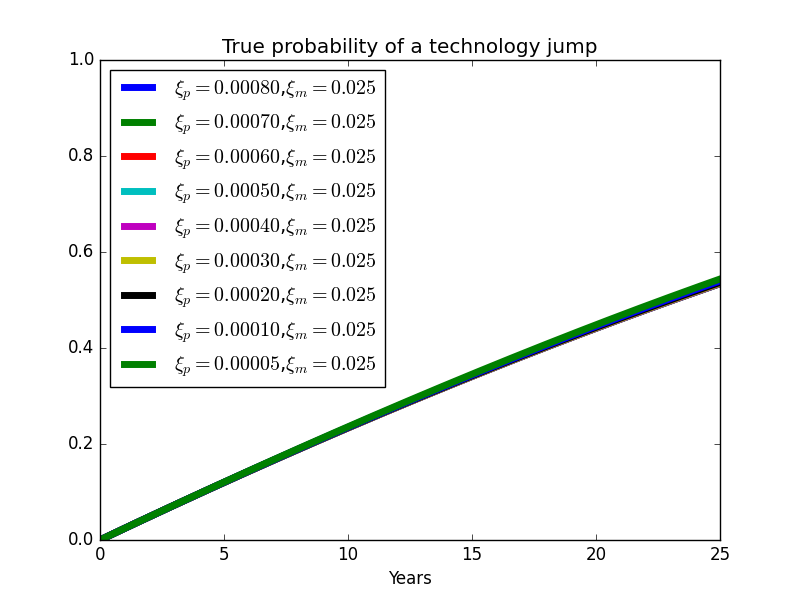 True probability of a technology jump
1.0
0.8
0.6
0.4
0.2
0.0
ξₚ = 0.00080,ξₘ = 0.025
ξₚ = 0.00070,ξₘ = 0.025
ξₚ = 0.00060,ξₘ = 0.025
ξₚ = 0.00050,ξₘ = 0.025
ξₚ = 0.00040,ξₘ = 0.025
ξₚ = 0.00030,ξₘ = 0.025
ξₚ = 0.00020,ξₘ = 0.025
ξₚ = 0.00010,ξₘ = 0.025
ξₚ = 0.00005,ξₘ = 0.025
0 5 10 15 20 25
Years